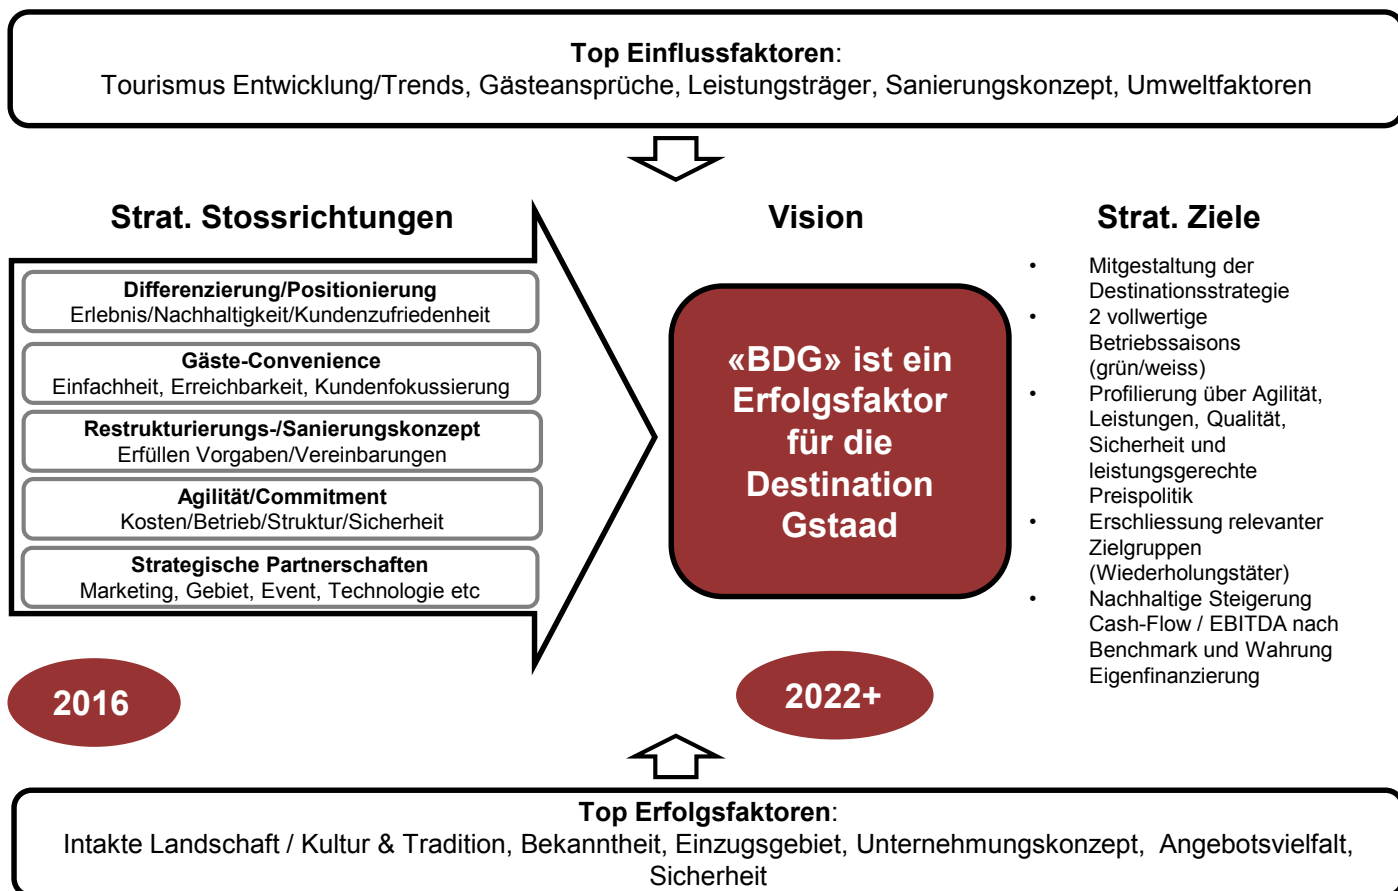 Top Einflussfaktoren:
Tourismus Entwicklung/Trends, Gästeansprüche, Leistungsträger, Sanierungskonzept, Umweltfaktoren
Strat. Stossrichtungen
Differenzierung/Positionierung
Erlebnis/Nachhaltigkeit/Kundenzufriedenheit
Gäste-Convenience
Einfachheit, Erreichbarkeit, Kundenfokussierung
Restrukturierungs-/Sanierungskonzept
Erfüllen Vorgaben/Vereinbarungen
Agilität/Commitment
Kosten/Betrieb/Struktur/Sicherheit
Strategische Partnerschaften
Marketing, Gebiet, Event, Technologie etc
2016
Vision
«BDG» ist ein
Erfolgsfaktor
für die
Destination
Gstaad
2022+
Strat. Ziele
• Mitgestaltung der
Destinationsstrategie
• 2 vollwertige
Betriebssaisons
(grün/weiss)
• Profilierung über Agilität,
Leistungen, Qualität,
Sicherheit und
leistungsgerechte
Preispolitik
• Erschliessung relevanter
Zielgruppen
(Wiederholungstäter)
• Nachhaltige Steigerung
Cash-Flow / EBITDA nach
Benchmark und Wahrung
Eigenfinanzierung
Top Erfolgsfaktoren:
Intakte Landschaft / Kultur & Tradition, Bekanntheit, Einzugsgebiet, Unternehmungskonzept, Angebotsvielfalt,
Sicherheit